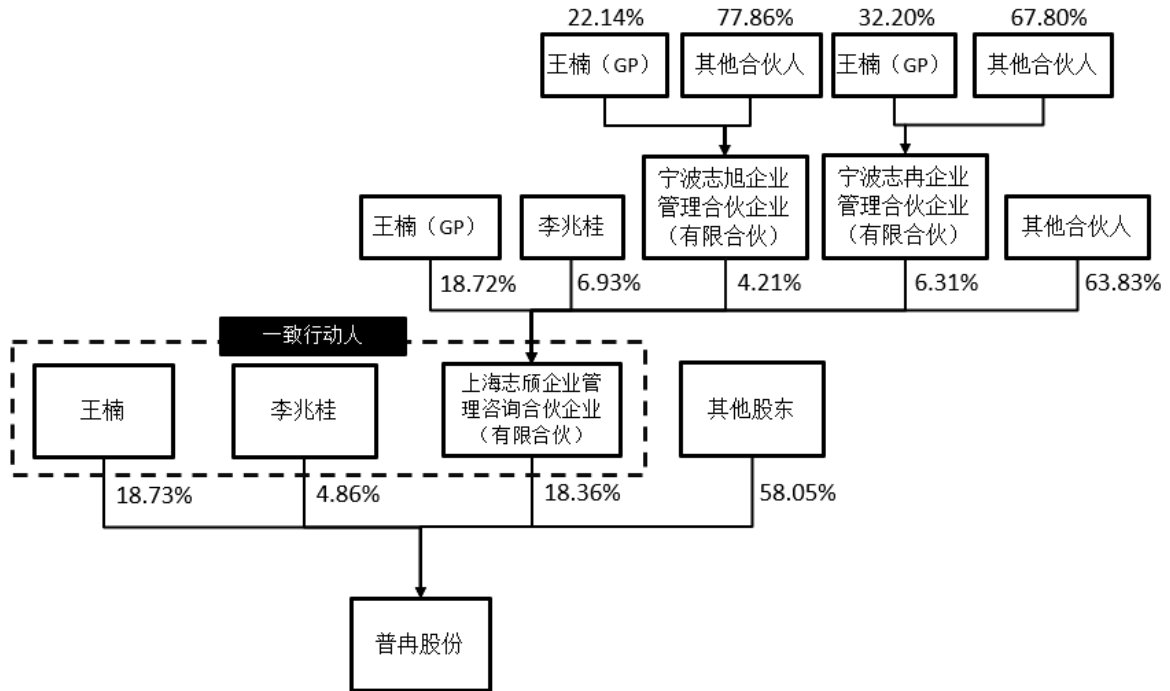 22.14%
77.86%
32.20%
67.80%
王楠（GP）
其他合伙人
王楠（GP）
其他合伙人
王楠（GP）
李兆桂
宁波志旭企业
管理合伙企业
（有限合伙）
宁波志冉企业
管理合伙企业
（有限合伙）
其他合伙人
18.72%
6.93%
4.21%
6.31%
63.83%
一致行动人
王楠
李兆桂
上海志颀企业管
理咨询合伙企业
（有限合伙）
其他股东
18.73%
4.86%
18.36%
58.05%
普冉股份